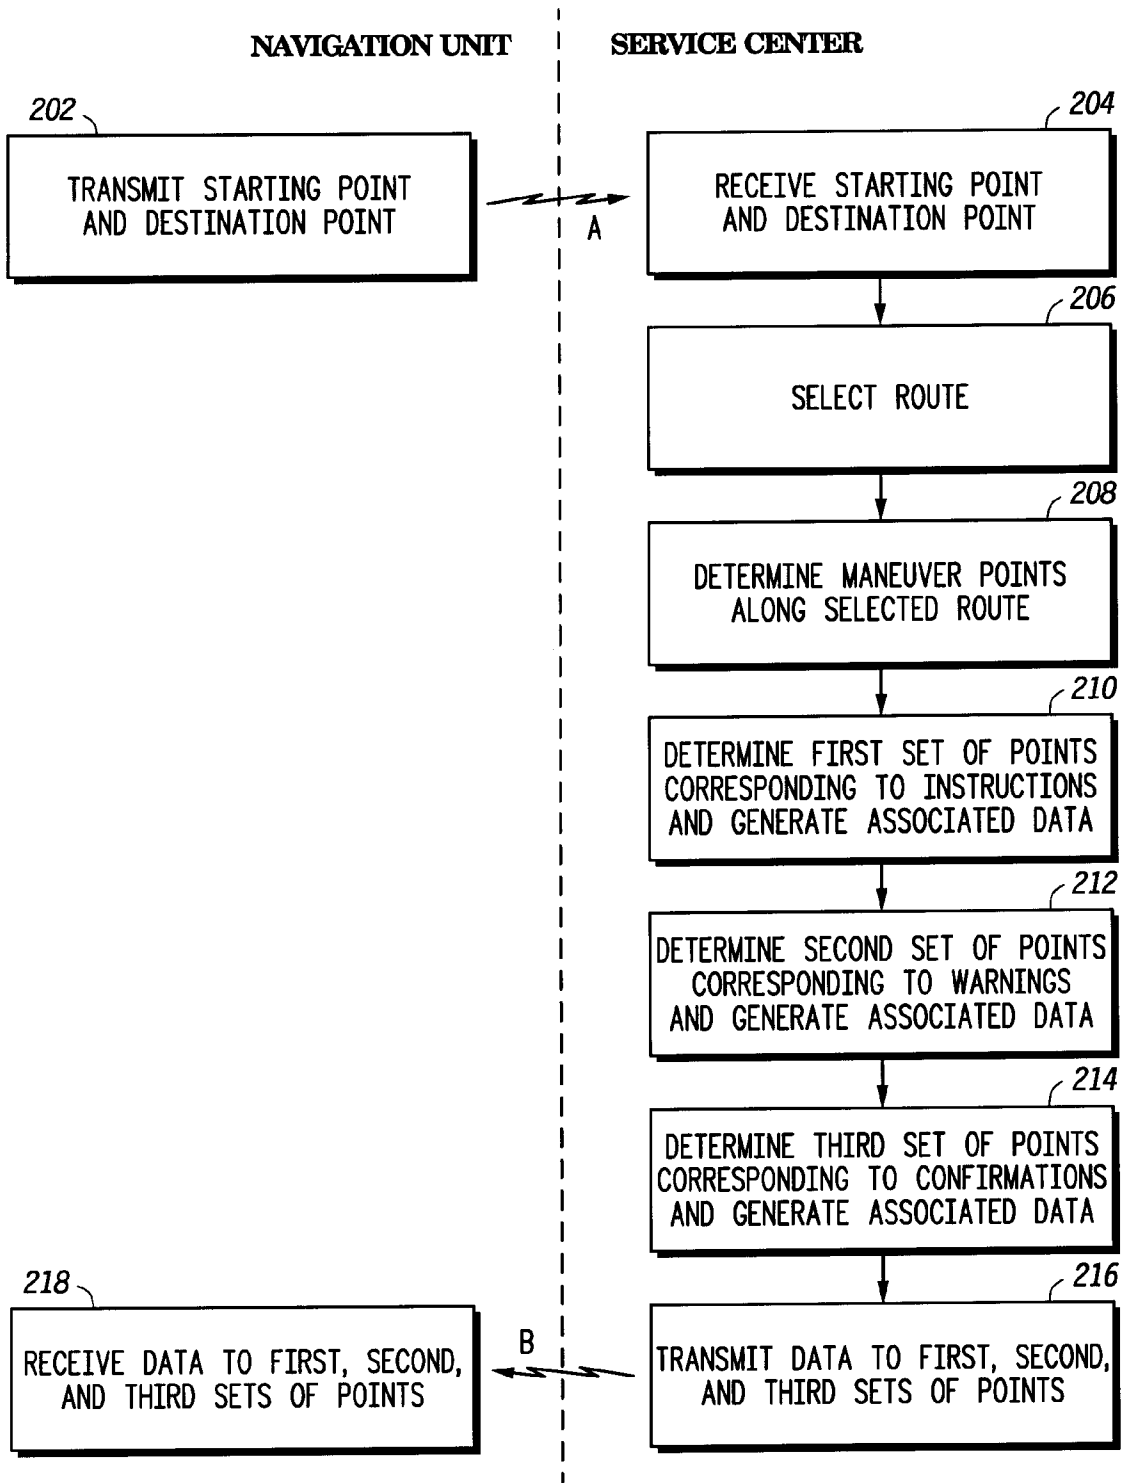 NAVIGATION UNIT
SERVICE CENTER
202
TRANSMIT STARTING POINT
AND DESTINATION POINT
A
204
RECEIVE STARTING POINT
AND DESTINATION POINT
206
SELECT ROUTE
208
DETERMINE MANEUVER POINTS
ALONG SELECTED ROUTE
210
DETERMINE FIRST SET OF POINTS
CORRESPONDING TO INSTRUCTIONS
AND GENERATE ASSOCIATED DATA
212
DETERMINE SECOND SET OF POINTS
CORRESPONDING TO WARNINGS
AND GENERATE ASSOCIATED DATA
214
DETERMINE THIRD SET OF POINTS
CORRESPONDING TO CONFIRMATIONS
AND GENERATE ASSOCIATED DATA
216
TRANSMIT DATA TO FIRST, SECOND,
AND THIRD SETS OF POINTS
B
218
RECEIVE DATA TO FIRST, SECOND,
AND THIRD SETS OF POINTS